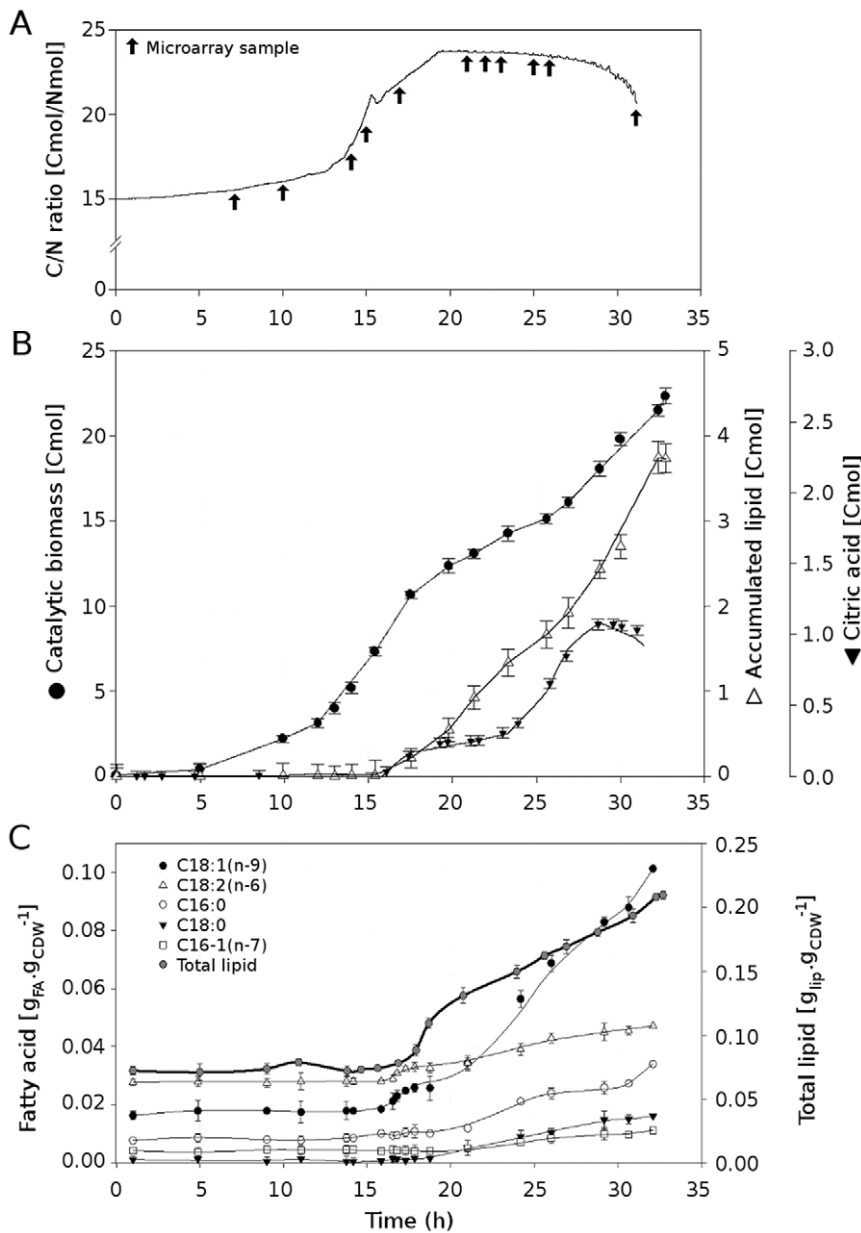 A
C/N ratio [Cmol/Nmol]
Microarray sample
25
20
15
0
0 5 10 15 20 25 30 35
B
Catalytic biomass [Cmol]
25
20
15
10
5
0
5
4
3
2
1
0
Accumulated lipid [Cmol]
3.0
2.5
2.0
1.5
1.0
0.5
0.0
Citric acid [Cmol]
0 5 10 15 20 25 30 35
C
Fatty acid [g_FA.g_CDW⁻¹]
0.10
0.08
0.06
0.04
0.02
0.00
C18:1(n-9)
C18:2(n-6)
C16:0
C18:0
C16-1(n-7)
Total lipid
0.25
0.20
0.15
0.10
0.05
0.00
Total lipid [g_lip.g_CDW⁻¹]
0 5 10 15 20 25 30 35
Time (h)